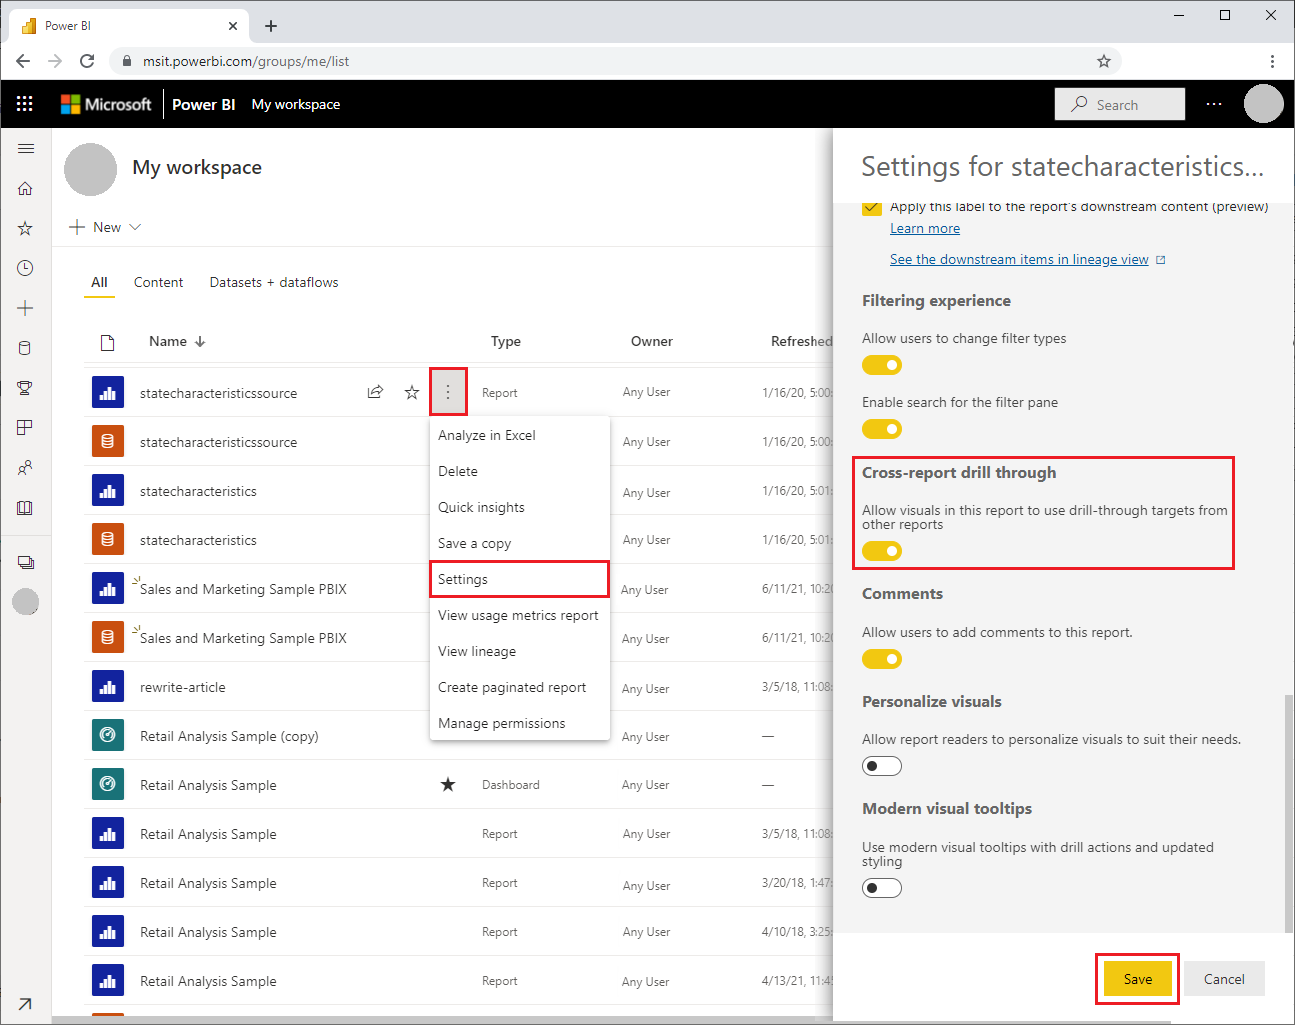 Power BI
msit.powerbi.com/groups/me/list
Microsoft
Power BI
My workspace
Search
My workspace
New
All
Content
Datasets + dataflows
Name
Type
Owner
Refreshed
statecharacteristicssource
Report
Any User
1/16/20, 5:00:
statecharacteristicssource
Any User
1/16/20, 5:00:
statecharacteristics
Any User
1/16/20, 5:01:
statecharacteristics
Any User
1/16/20, 5:01:
Sales and Marketing Sample PBIX
Any User
6/11/21, 10:20
Sales and Marketing Sample PBIX
Any User
6/11/21, 10:20
rewrite-article
Any User
3/5/18, 11:08:
Retail Analysis Sample (copy)
Any User
—
Retail Analysis Sample
Dashboard
Any User
—
Retail Analysis Sample
Report
Any User
3/5/18, 11:08:
Retail Analysis Sample
Report
Any User
3/20/18, 1:47:
Retail Analysis Sample
Report
Any User
4/10/18, 3:25:
Retail Analysis Sample
Report
Any User
4/13/21, 11:45
Analyze in Excel
Delete
Quick insights
Save a copy
Settings
View usage metrics report
View lineage
Create paginated report
Manage permissions
Settings for statecharacteristics...
Apply this label to the report's downstream content (preview)
Learn more
See the downstream items in lineage view
Filtering experience
Allow users to change filter types
Enable search for the filter pane
Cross-report drill through
Allow visuals in this report to use drill-through targets from
other reports
Comments
Allow users to add comments to this report.
Personalize visuals
Allow report readers to personalize visuals to suit their needs.
Modern visual tooltips
Use modern visual tooltips with drill actions and updated
styling
Save
Cancel